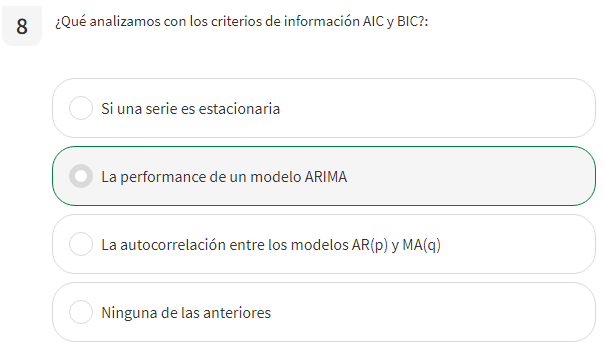 8
¿Qué analizamos con los criterios de información AIC y BIC?:
Si una serie es estacionaria
La performance de un modelo ARIMA
La autocorrelación entre los modelos AR(p) y MA(q)
Ninguna de las anteriores